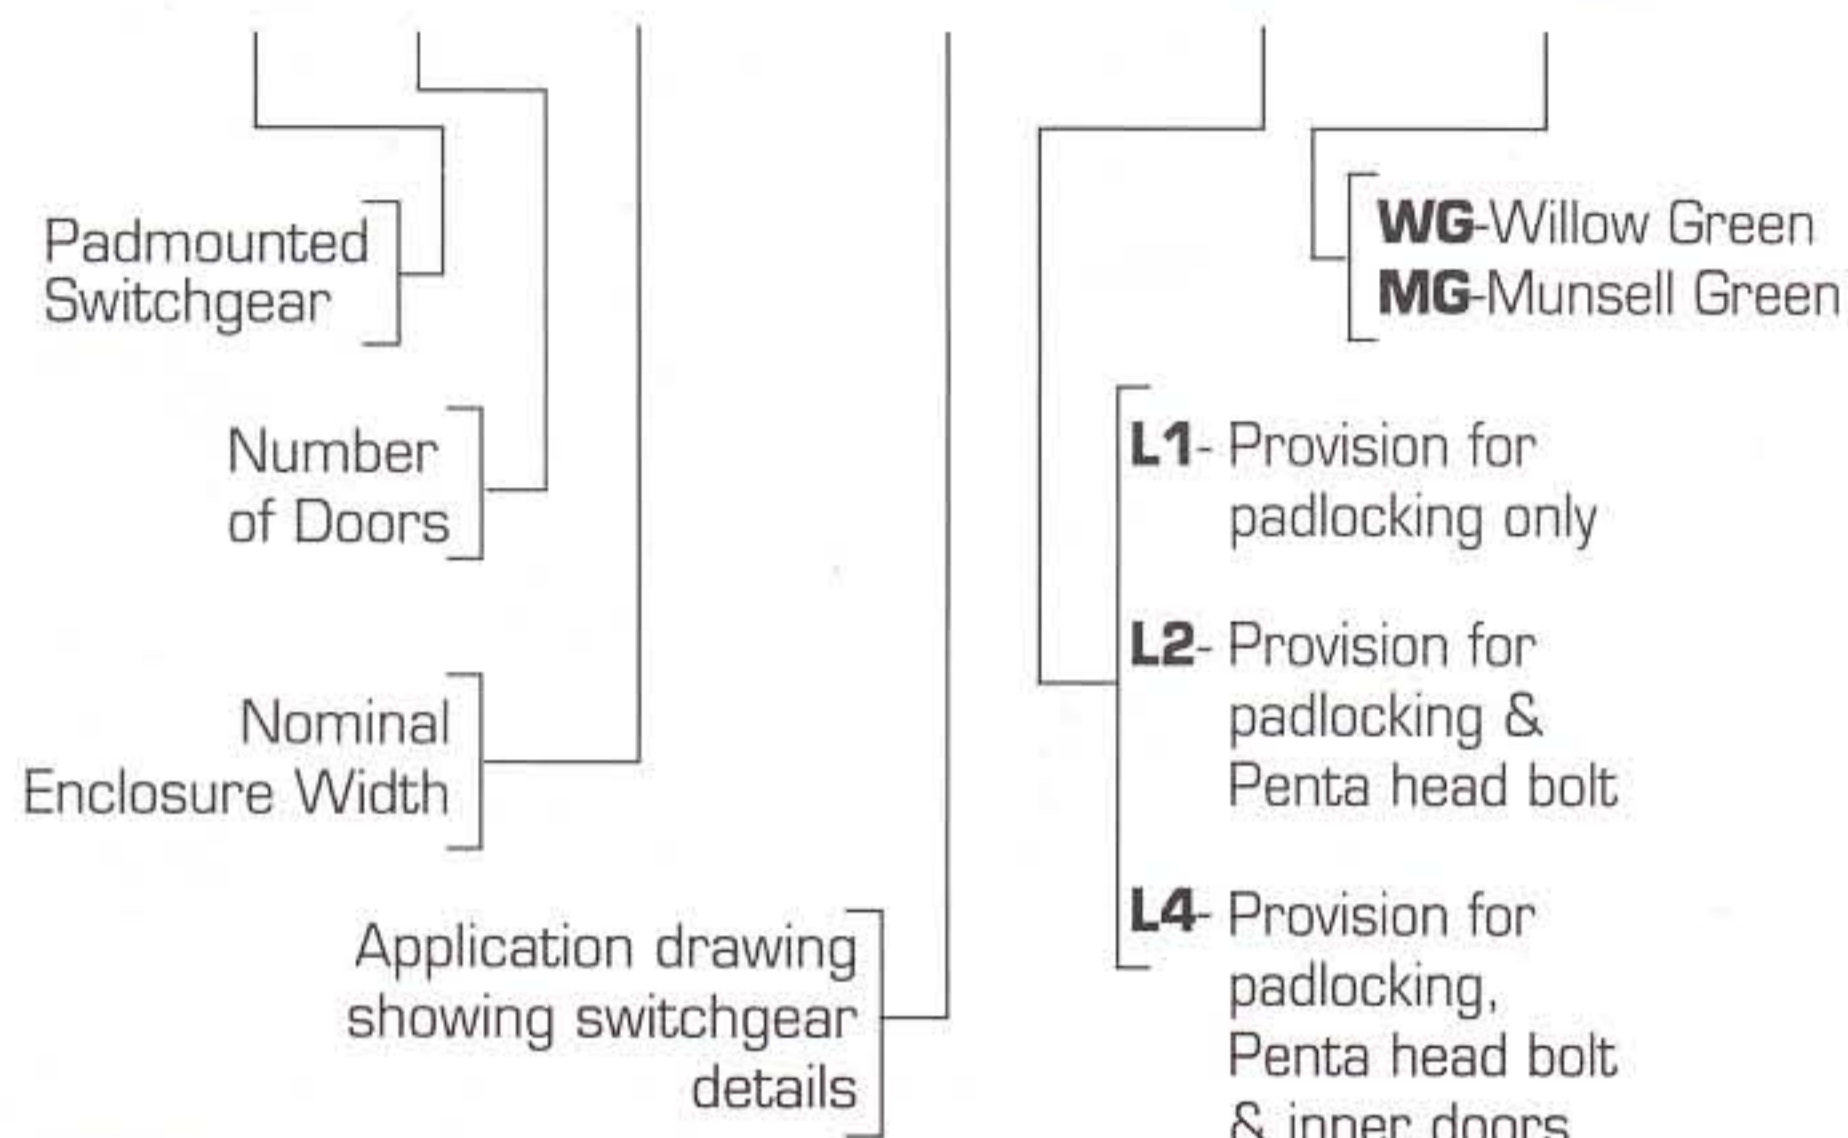 Padmounted
Switchgear
Number
of Doors
Nominal
Enclosure Width
Application drawing
showing switchgear
details
WG-Willow Green
MG-Munsell Green
L1- Provision for
padlocking only
L2- Provision for
padlocking &
Penta head bolt
L4- Provision for
padlocking,
Penta head bolt
& inner doors